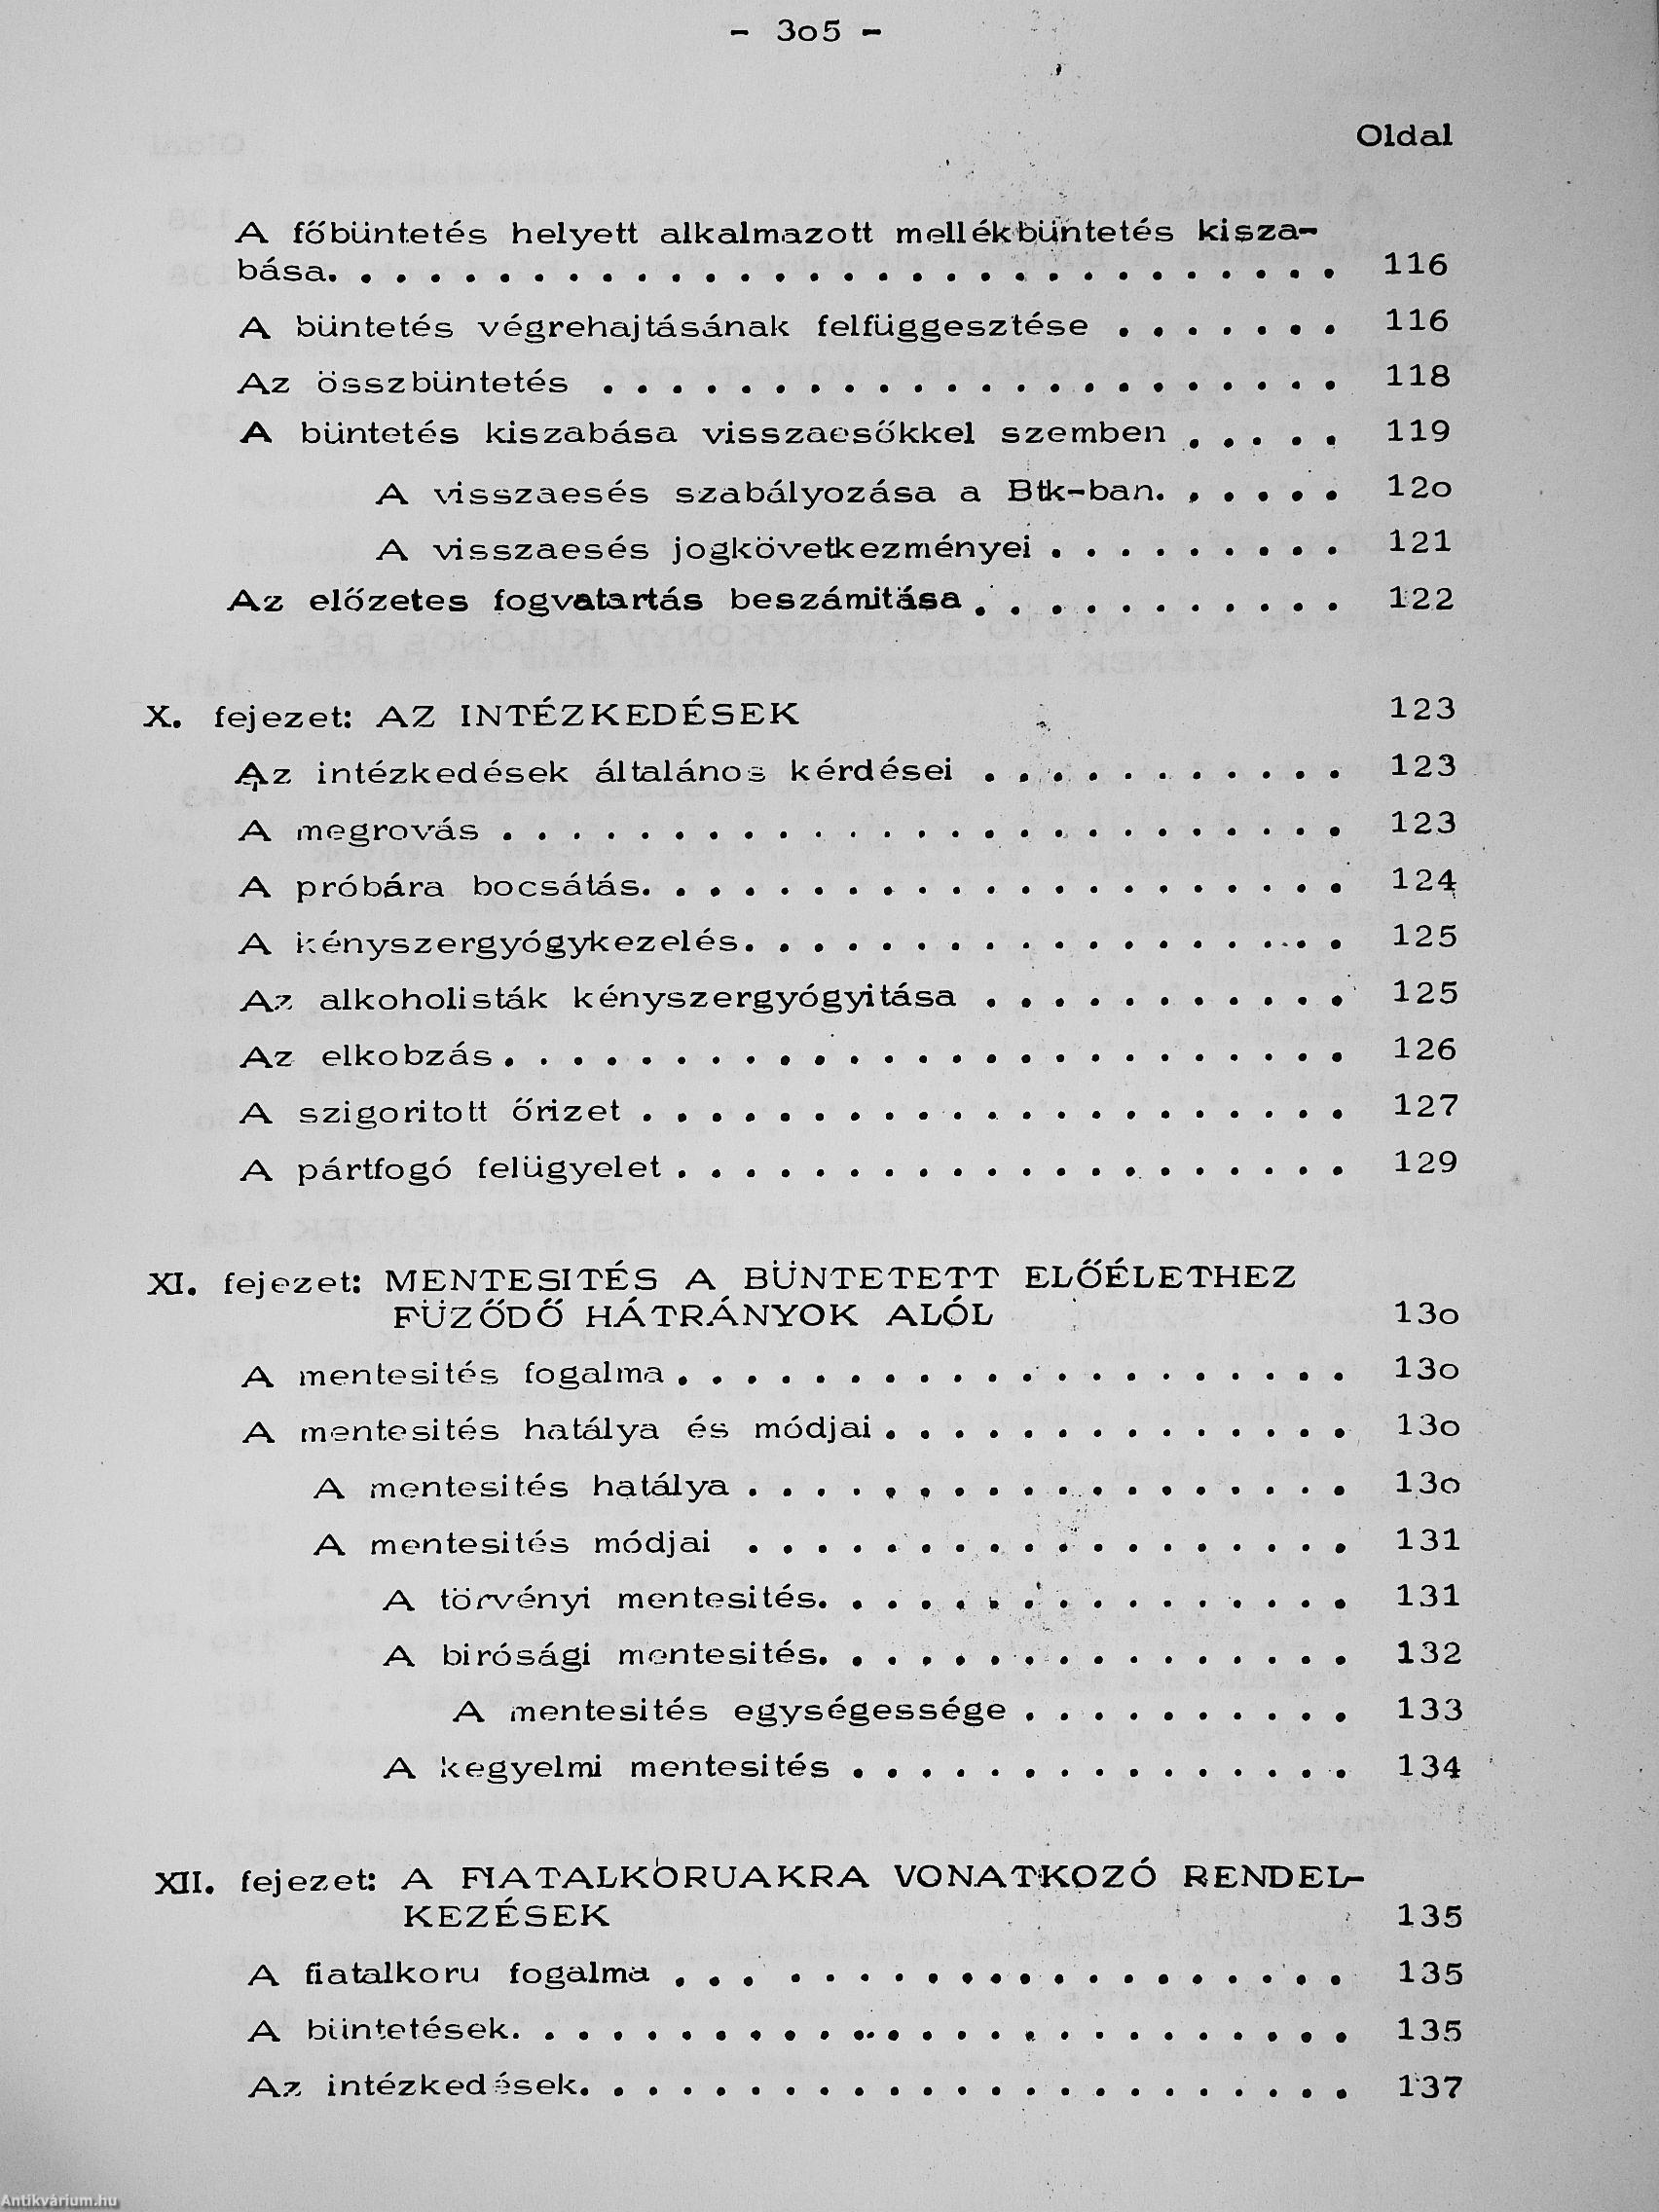 - 3o5 -
Oldal
A főbüntetés helyett alkalmazott mellékbüntetés kisza-
bása. . . . . . . . . . . . . . . . . . . . . . . . . . . . . . 116
A büntetés végrehajtásának felfüggesztése . . . . . . . 116
Az összbüntetés . . . . . . . . . . . . . . . . . . . . . . 118
A büntetés kiszabása visszaesőkkel szemben . . . . . 119
A visszaesés szabályozása a Btk-ban. . . . . . 12o
A visszaesés jogkövetkezményei . . . . . . . . . 121
Az előzetes fogvatartás beszámitása . . . . . . . . . . . 122
X. fejezet: AZ INTÉZKEDÉSEK 123
Az intézkedések általános kérdései . . . . . . . . . . . 123
A megrovás . . . . . . . . . . . . . . . . . . . . . . . . . 123
A próbára bocsátás. . . . . . . . . . . . . . . . . . . . . 124
A kényszergyógykezelés. . . . . . . . . . . . . . . . . . 125
Az alkoholisták kényszergyógyitása . . . . . . . . . . . 125
Az elkobzás. . . . . . . . . . . . . . . . . . . . . . . . . 126
A szigoritott őrizet . . . . . . . . . . . . . . . . . . . . . 127
A pártfogó felügyelet . . . . . . . . . . . . . . . . . . . . 129
XI. fejezet: MENTESITÉS A BÜNTETETT ELŐÉLETHEZ
FÜZŐDŐ HÁTRÁNYOK ALÓL 13o
A mentesités fogalma . . . . . . . . . . . . . . . . . . . . 13o
A mentesités hatálya és módjai . . . . . . . . . . . . . . 13o
A mentesités hatálya . . . . . . . . . . . . . . . . . . 13o
A mentesités módjai . . . . . . . . . . . . . . . . . . 131
A törvényi mentesités. . . . . . . . . . . . . . . . 131
A birósági mentesités. . . . . . . . . . . . . . . . 132
A mentesités egységessége . . . . . . . . . . 133
A kegyelmi mentesités . . . . . . . . . . . . . . . 134
XII. fejezet: A FIATALKORUAKRA VONATKOZÓ RENDEL-
KEZÉSEK 135
A fiatalkoru fogalma . . . . . . . . . . . . . . . . . . . . 135
A büntetések. . . . . . . . . . . . . . . . . . . . . . . . . 135
Az intézkedések. . . . . . . . . . . . . . . . . . . . . . . 137
Antikvárium.hu